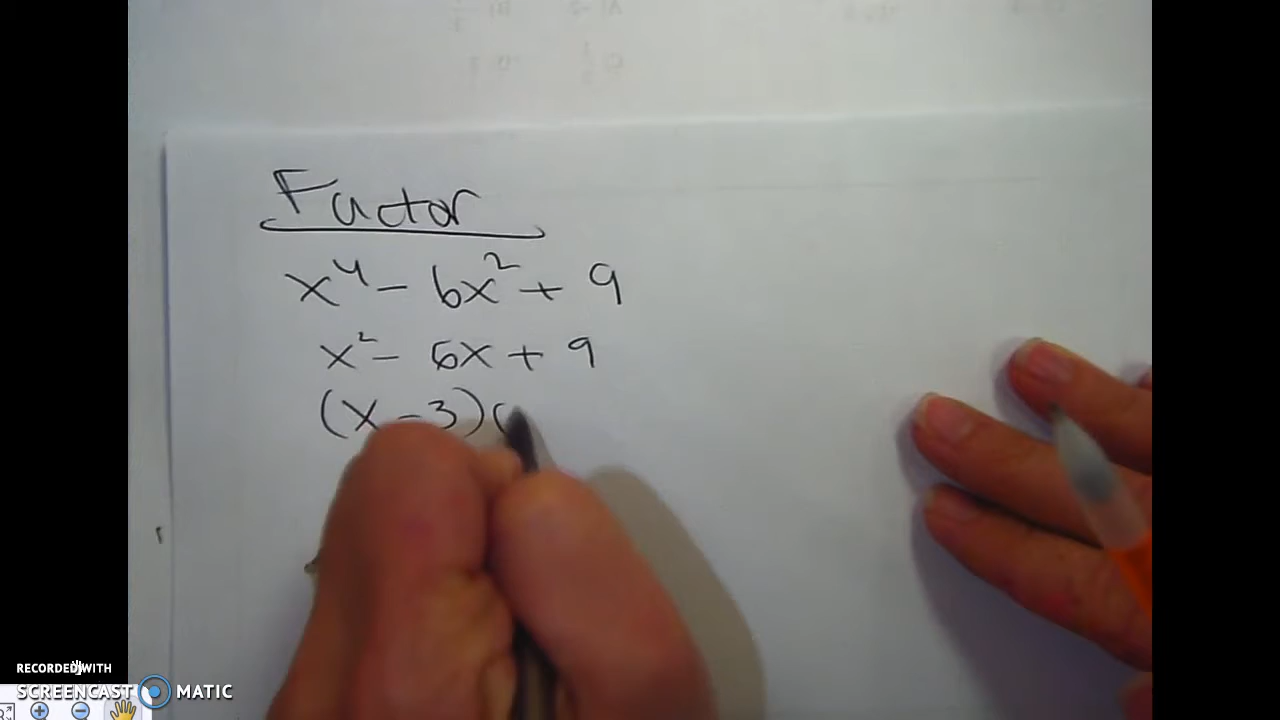 Factor
x⁴ - 6x² + 9
x² - 6x + 9
(x - 3)(
RECORDED WITH
SCREENCAST MATIC